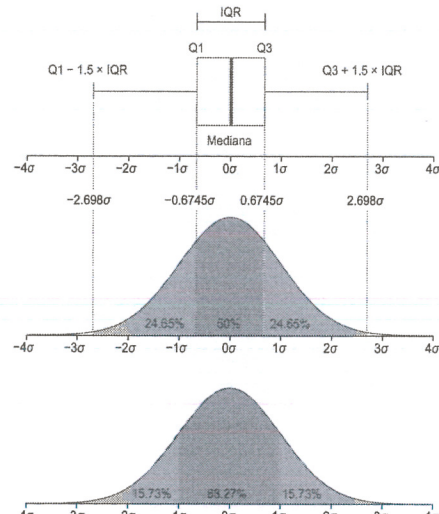 IQR
Q1 Q3
Q1 − 1.5 × IQR Q3 + 1.5 × IQR
Mediana
−4σ −3σ −2σ −1σ 0σ 1σ 2σ 3σ 4σ
−2.698σ −0.6745σ 0.6745σ 2.698σ
24.65% 50% 24.65%
−4σ −3σ −2σ −1σ 0σ 1σ 2σ 3σ 4σ
15.73% 68.27% 15.73%